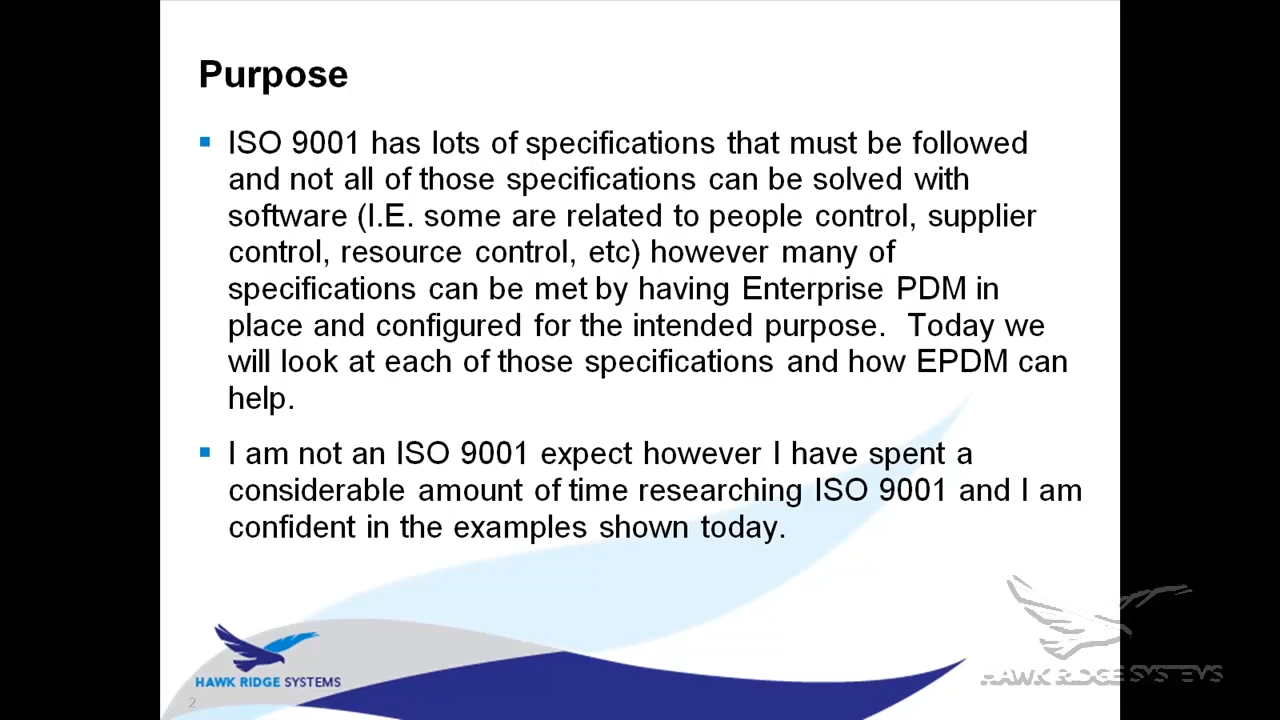 Purpose
ISO 9001 has lots of specifications that must be followed
and not all of those specifications can be solved with
software (I.E. some are related to people control, supplier
control, resource control, etc) however many of
specifications can be met by having Enterprise PDM in
place and configured for the intended purpose.  Today we
will look at each of those specifications and how EPDM can
help.
I am not an ISO 9001 expect however I have spent a
considerable amount of time researching ISO 9001 and I am
confident in the examples shown today.
HAWK RIDGE SYSTEMS
HAWK RIDGE SYSTEMS
2